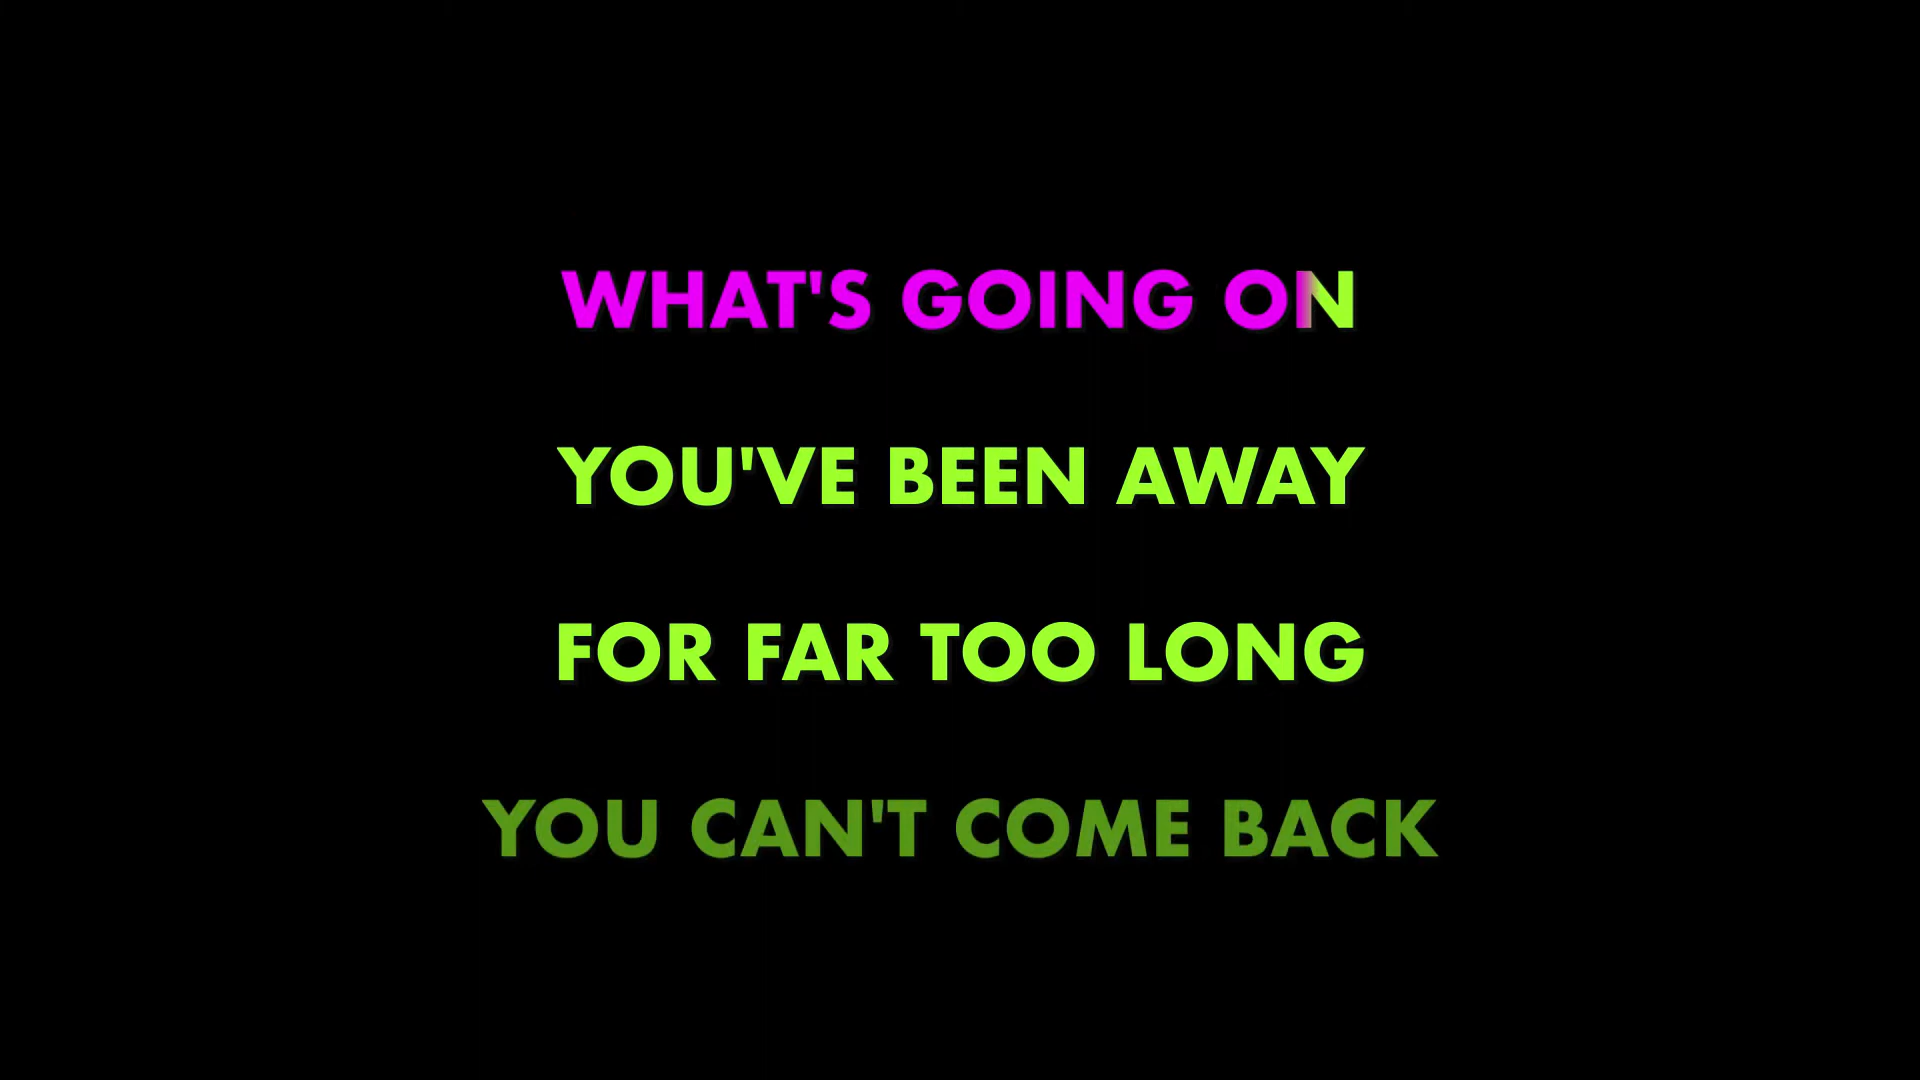 WHAT'S GOING ON
YOU'VE BEEN AWAY
FOR FAR TOO LONG
YOU CAN'T COME BACK